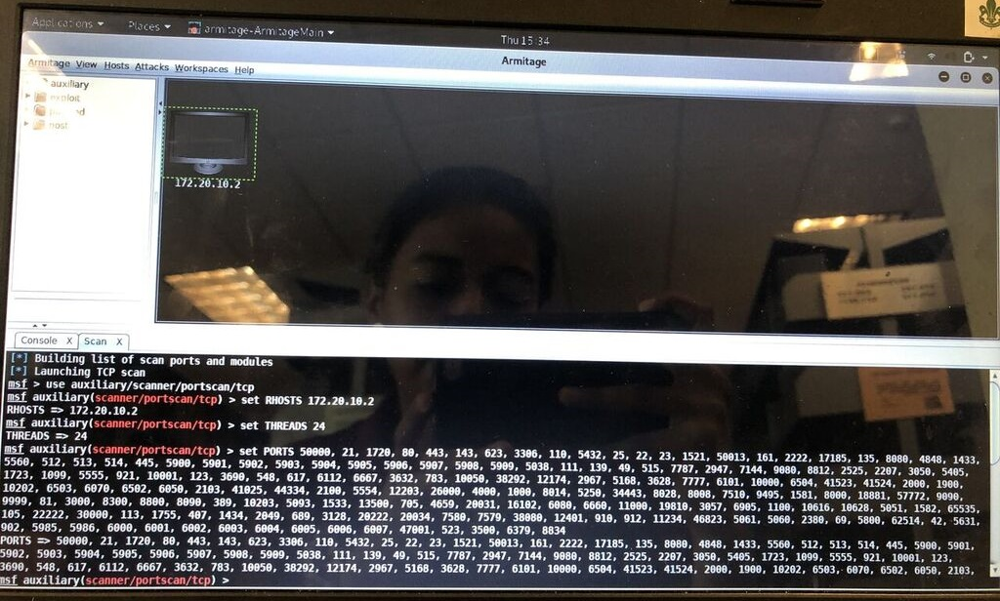 Applications Places armitage-ArmitageMain
Thu 15:34
Armitage
Armitage View Hosts Attacks Workspaces Help
auxiliary
exploit
post
172.20.10.2
Console X Scan X
[*] Building list of scan ports and modules
[*] Launching TCP scan
msf > use auxiliary/scanner/portscan/tcp
msf auxiliary(scanner/portscan/tcp) > set RHOSTS 172.20.10.2
RHOSTS => 172.20.10.2
msf auxiliary(scanner/portscan/tcp) > set THREADS 24
THREADS => 24
msf auxiliary(scanner/portscan/tcp) > set PORTS 50000, 21, 1720, 80, 443, 143, 623, 3306, 110, 5432, 25, 22, 23, 1521, 50013, 161, 2222, 17185, 135, 8080, 4848, 1433,
5560, 512, 513, 514, 445, 5900, 5901, 5902, 5903, 5904, 5905, 5906, 5907, 5908, 5909, 5038, 111, 139, 49, 515, 7787, 2947, 7144, 9080, 8812, 2525, 2207, 3050, 5405,
1723, 1099, 5555, 921, 10001, 123, 3690, 548, 617, 6112, 6667, 3632, 783, 10050, 38292, 12174, 2967, 5168, 3628, 7777, 6101, 10000, 6504, 41523, 41524, 2000, 1900,
10202, 6503, 6070, 6502, 6050, 2103, 41025, 44334, 2100, 5554, 12203, 26000, 4000, 1000, 8014, 5250, 34443, 8028, 8008, 7510, 9495, 1581, 8000, 18881, 57772, 9090,
9999, 81, 3000, 8300, 8800, 8090, 389, 10203, 5093, 1533, 13500, 705, 4659, 20031, 16102, 6080, 6660, 11000, 19810, 3057, 6905, 1100, 10616, 10628, 5051, 1582, 65535,
105, 22222, 30000, 113, 1755, 407, 1434, 2049, 689, 3128, 20222, 20034, 7580, 7579, 38080, 12401, 910, 912, 11234, 46823, 5061, 5060, 2380, 69, 5800, 62514, 42, 5631,
902, 5985, 5986, 6000, 6001, 6002, 6003, 6004, 6005, 6006, 6007, 47001, 523, 3500, 6379, 8834
PORTS => 50000, 21, 1720, 80, 443, 143, 623, 3306, 110, 5432, 25, 22, 23, 1521, 50013, 161, 2222, 17185, 135, 8080, 4848, 1433, 5560, 512, 513, 514, 445, 5900, 5901,
5902, 5903, 5904, 5905, 5906, 5907, 5908, 5909, 5038, 111, 139, 49, 515, 7787, 2947, 7144, 9080, 8812, 2525, 2207, 3050, 5405, 1723, 1099, 5555, 921, 10001, 123,
3690, 548, 617, 6112, 6667, 3632, 783, 10050, 38292, 12174, 2967, 5168, 3628, 7777, 6101, 10000, 6504, 41523, 41524, 2000, 1900, 10202, 6503, 6070, 6502, 6050, 2103,
msf auxiliary(scanner/portscan/tcp) >